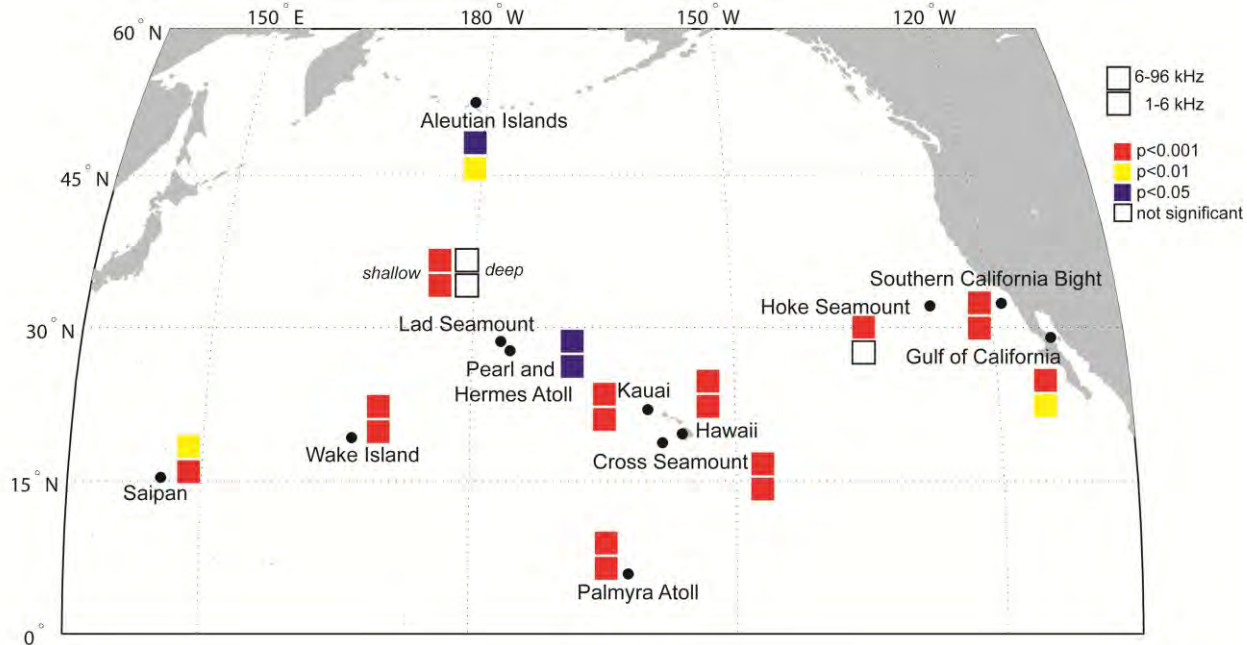 150° E
180° W
150° W
120° W
60° N
6-96 kHz
1-6 kHz
Aleutian Islands
p<0.001
p<0.01
45° N
p<0.05
not significant
shallow
deep
Southern California Bight
Hoke Seamount
Lad Seamount
30° N
Pearl and
Hermes Atoll
Gulf of California
Kauai
Hawaii
Wake Island
Cross Seamount
15° N
Saipan
Palmyra Atoll
0°